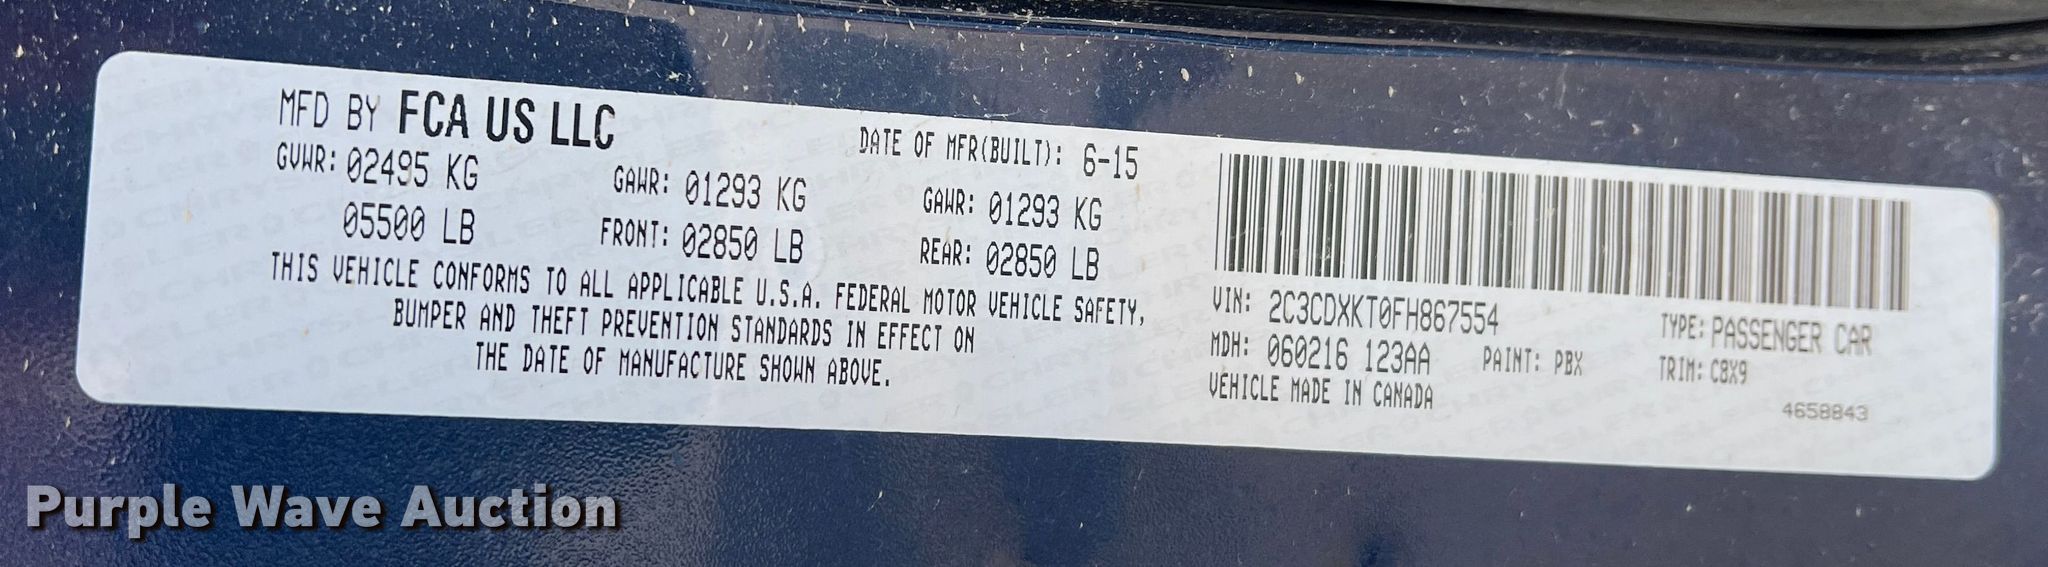 MFD BY FCA US LLC
DATE OF MFR(BUILT): 6-15
GVWR: 02495 KG GAWR: 01293 KG GAWR: 01293 KG
05500 LB FRONT: 02850 LB REAR: 02850 LB
THIS VEHICLE CONFORMS TO ALL APPLICABLE U.S.A. FEDERAL MOTOR VEHICLE SAFETY,
BUMPER AND THEFT PREVENTION STANDARDS IN EFFECT ON
THE DATE OF MANUFACTURE SHOWN ABOVE.
VIN: 2C3CDXKT0FH867554 TYPE: PASSENGER CAR
MDH: 060216 123AA PAINT: PBX TRIM: C8X9
VEHICLE MADE IN CANADA
4658843
Purple Wave Auction